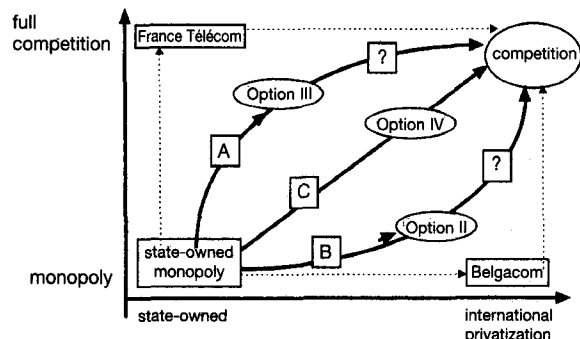 full
competition
France Télécom
?
competition
Option III
Option IV
A
?
C
Option II
state-owned
monopoly
B
monopoly
Belgacom
state-owned
international
privatization